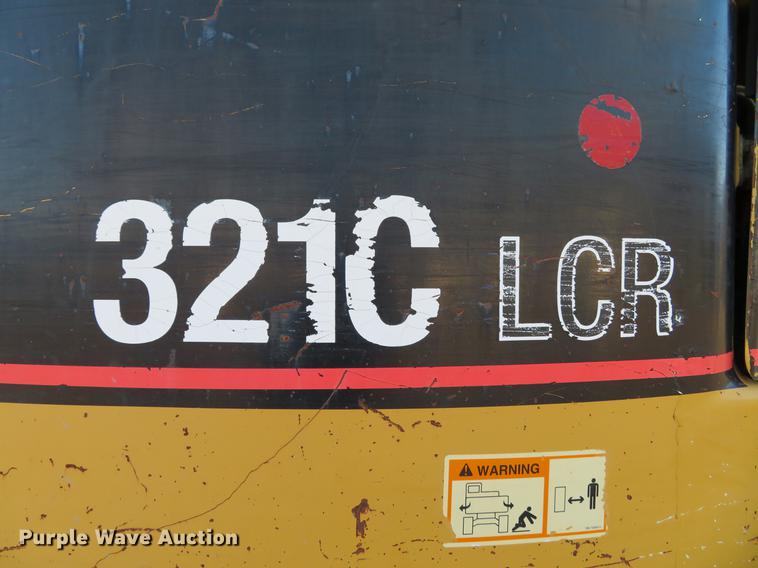 321C LCR
WARNING
Purple Wave Auction